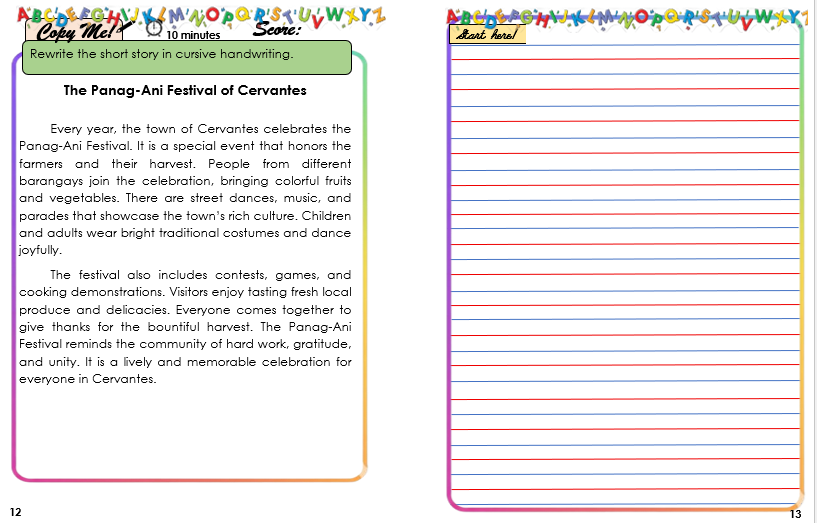 ABCDEFGHIJKLMNOPQRSTUVWXYZ
Copy Me!
10 minutes
Score:
Rewrite the short story in cursive handwriting.
The Panag-Ani Festival of Cervantes
Every year, the town of Cervantes celebrates the
Panag-Ani Festival. It is a special event that honors the
farmers and their harvest. People from different
barangays join the celebration, bringing colorful fruits
and vegetables. There are street dances, music, and
parades that showcase the town's rich culture. Children
and adults wear bright traditional costumes and dance
joyfully.
The festival also includes contests, games, and
cooking demonstrations. Visitors enjoy tasting fresh local
produce and delicacies. Everyone comes together to
give thanks for the bountiful harvest. The Panag-Ani
Festival reminds the community of hard work, gratitude,
and unity. It is a lively and memorable celebration for
everyone in Cervantes.
12
ABCDEFGHIJKLMNOPQRSTUVWXYZ
Start here!
13